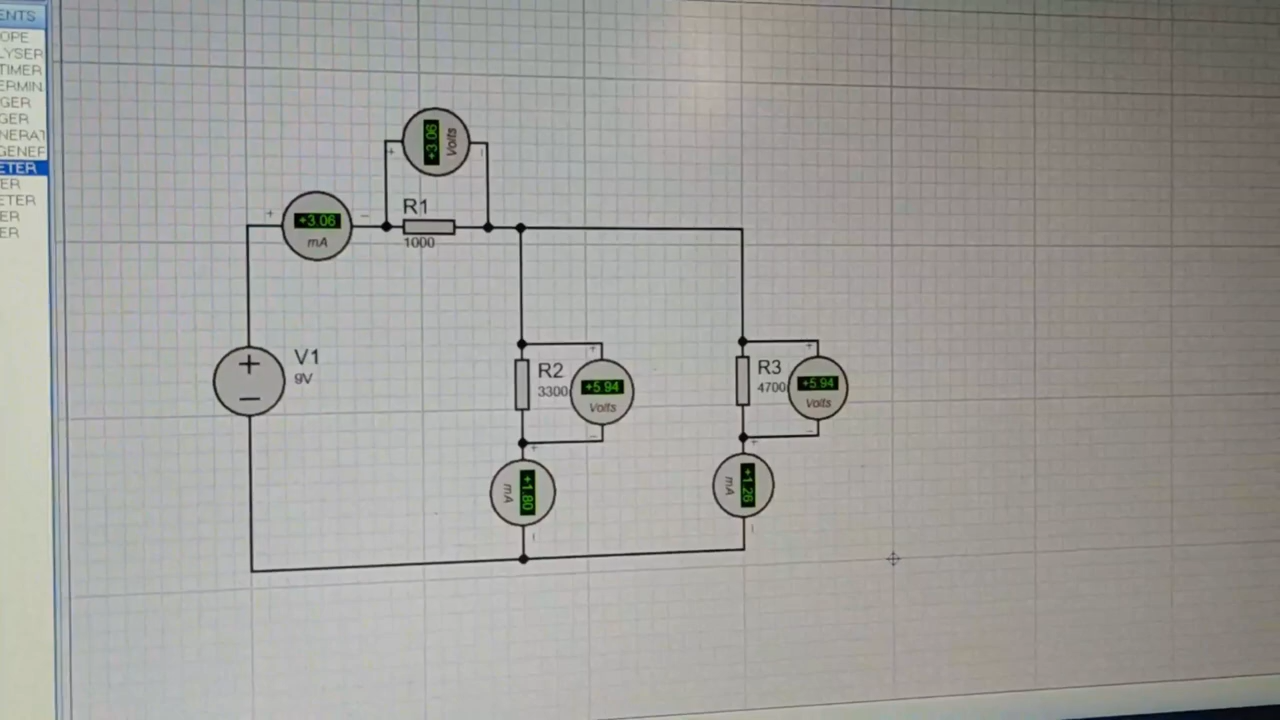 ENTS
OPE
LYSER
TIMER
ERMIN
GER
GER
NERAT
GENEF
ETER
ER
ETER
ER
ER
+3.06
Volts
+
+3.06
mA
R1
1000
V1
9V
R2
3300
+5.94
Volts
R3
4700
+5.94
Volts
+1.80
mA
+1.26
mA